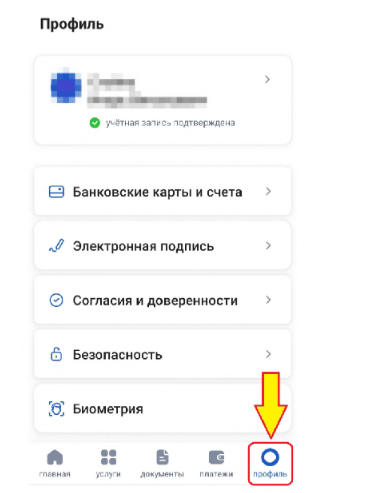 Профиль
учётная запись подтверждена
Банковские карты и счета
Электронная подпись
Согласия и доверенности
Безопасность
Биометрия
главная услуги документы платежи профиль